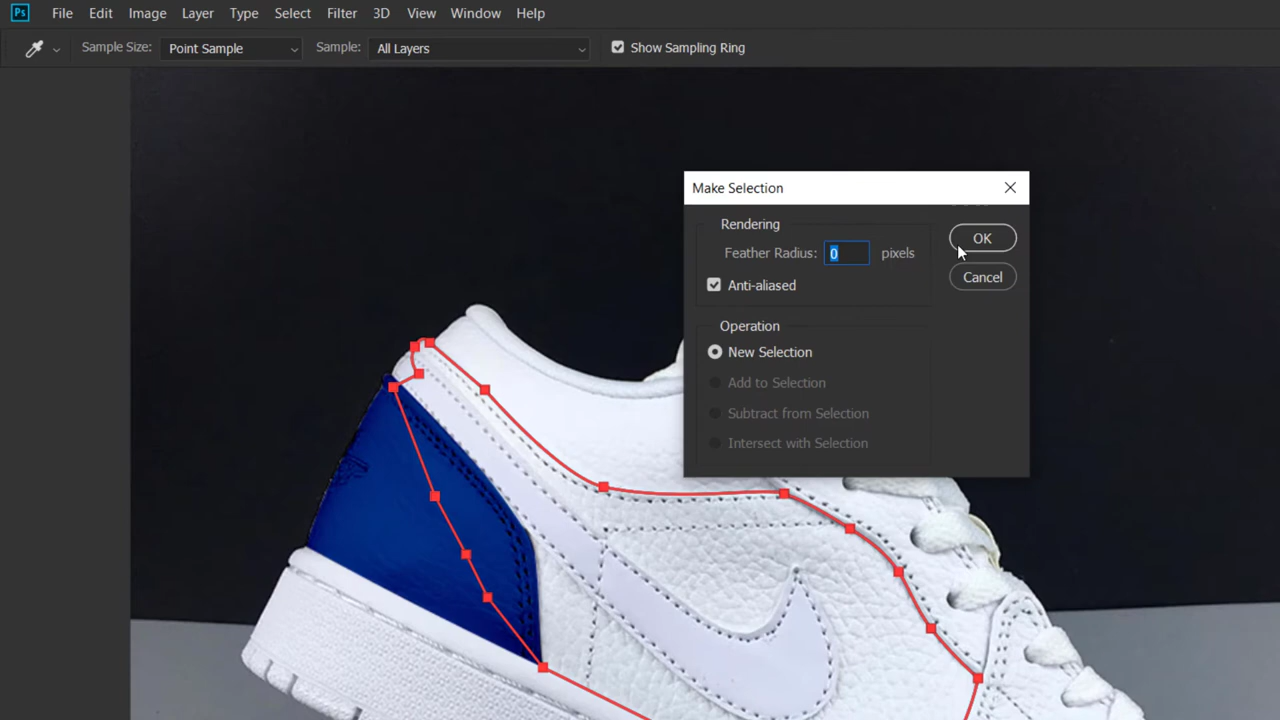 Ps File Edit Image Layer Type Select Filter 3D View Window Help
Sample Size: Point Sample Sample: All Layers Show Sampling Ring
Make Selection
Rendering
OK
Feather Radius: 0 pixels
Cancel
Anti-aliased
Operation
New Selection
Add to Selection
Subtract from Selection
Intersect with Selection